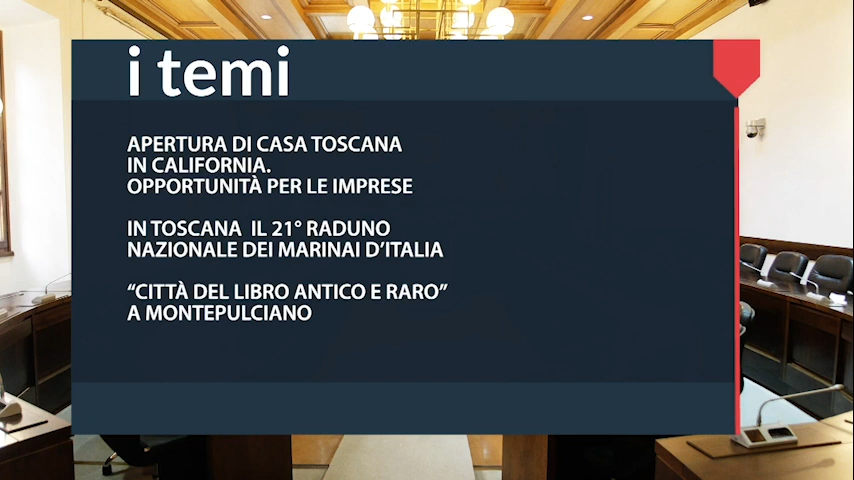 i temi
APERTURA DI CASA TOSCANA
IN CALIFORNIA.
OPPORTUNITÀ PER LE IMPRESE
IN TOSCANA IL 21° RADUNO
NAZIONALE DEI MARINAI D'ITALIA
“CITTÀ DEL LIBRO ANTICO E RARO”
A MONTEPULCIANO